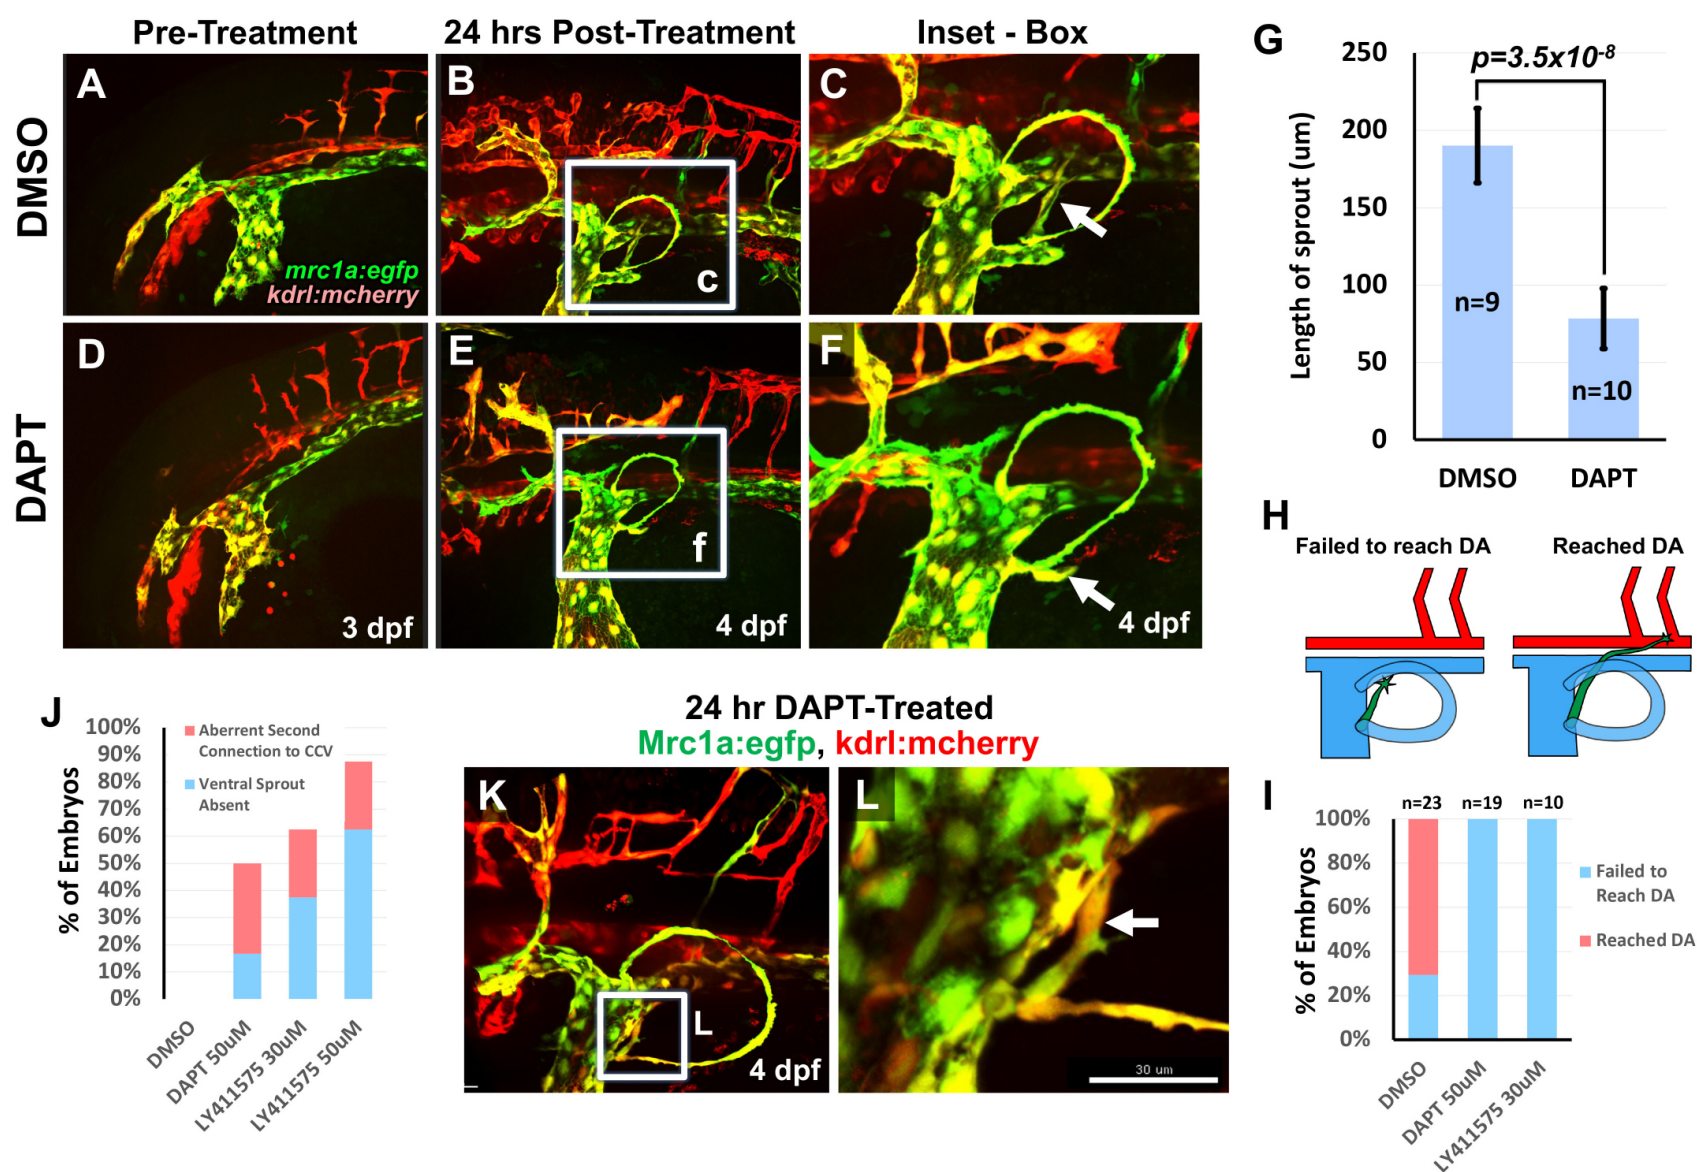 Pre-Treatment
24 hrs Post-Treatment
Inset - Box
DMSO
A
mrc1a:egfp
kdrl:mcherry
B
c
C
DAPT
D
3 dpf
E
f
4 dpf
F
4 dpf
G
Length of sprout (um)
250
200
150
100
50
0
p=3.5x10-8
n=9
n=10
DMSO
DAPT
H
Failed to reach DA
Reached DA
J
% of Embryos
100%
90%
80%
70%
60%
50%
40%
30%
20%
10%
0%
Aberrent Second
Connection to CCV
Ventral Sprout
Absent
DMSO
DAPT 50uM
LY411575 30uM
LY411575 50uM
24 hr DAPT-Treated
Mrc1a:egfp, kdrl:mcherry
K
L
4 dpf
L
30 um
I
% of Embryos
n=23
n=19
n=10
100%
80%
60%
40%
20%
0%
Failed to
Reach DA
Reached DA
DMSO
DAPT 50uM
LY411575 30uM